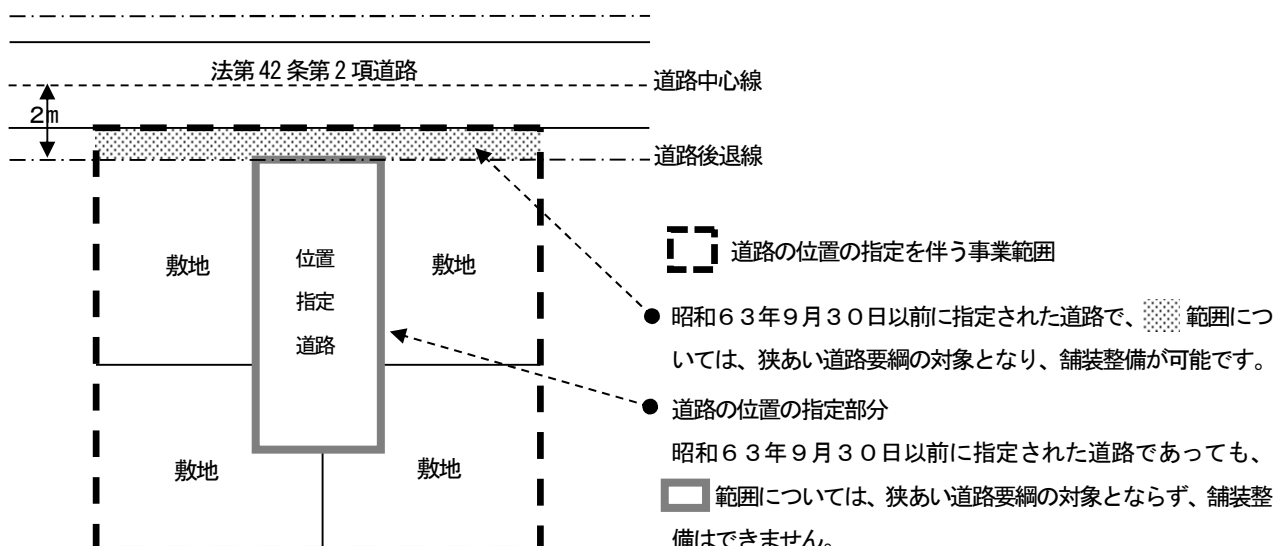 法第42条第2項道路
道路中心線
2m
道路後退線
敷地
位置
指定
道路
敷地
道路の位置の指定を伴う事業範囲
● 昭和63年9月30日以前に指定された道路で、 範囲につ
いては、狭あい道路要綱の対象となり、舗装整備が可能です。
● 道路の位置の指定部分
昭和63年9月30日以前に指定された道路であっても、
範囲については、狭あい道路要綱の対象とならず、舗装整
備はできません。
敷地
敷地